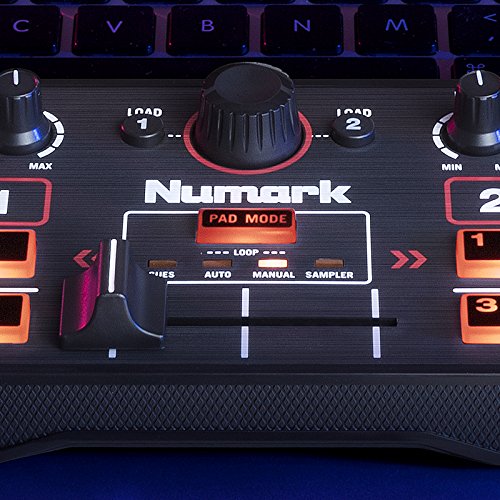 C V B N M
LOAD
1
LOAD
2
MAX
MIN
Numark
1
2
PAD MODE
LOOP
CUES AUTO MANUAL SAMPLER
1
3